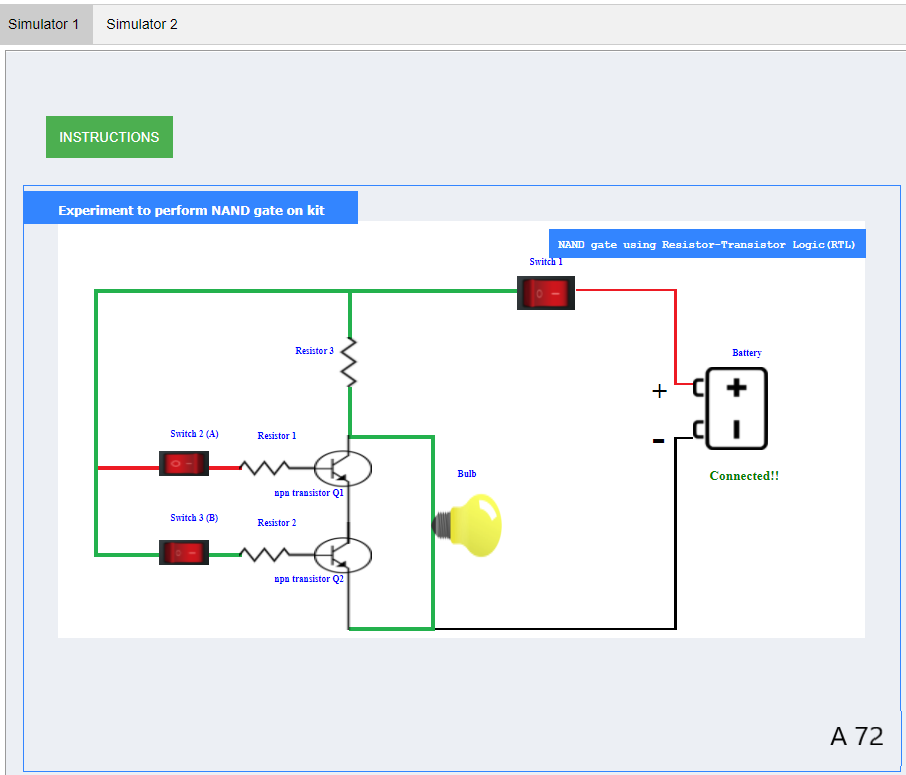 Simulator 1
Simulator 2
INSTRUCTIONS
Experiment to perform NAND gate on kit
NAND gate using Resistor-Transistor Logic(RTL)
Switch 1
Resistor 3
Battery
+
-
Switch 2 (A)
Resistor 1
npn transistor Q1
Bulb
Connected!!
Switch 3 (B)
Resistor 2
npn transistor Q2
A 72